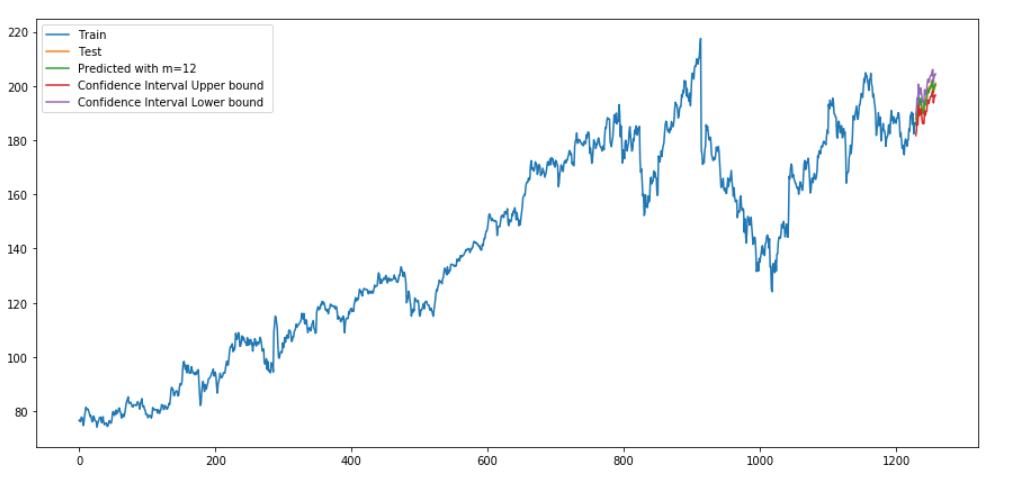 Train
Test
Predicted with m=12
Confidence Interval Upper bound
Confidence Interval Lower bound
220
200
180
160
140
120
100
80
0 200 400 600 800 1000 1200